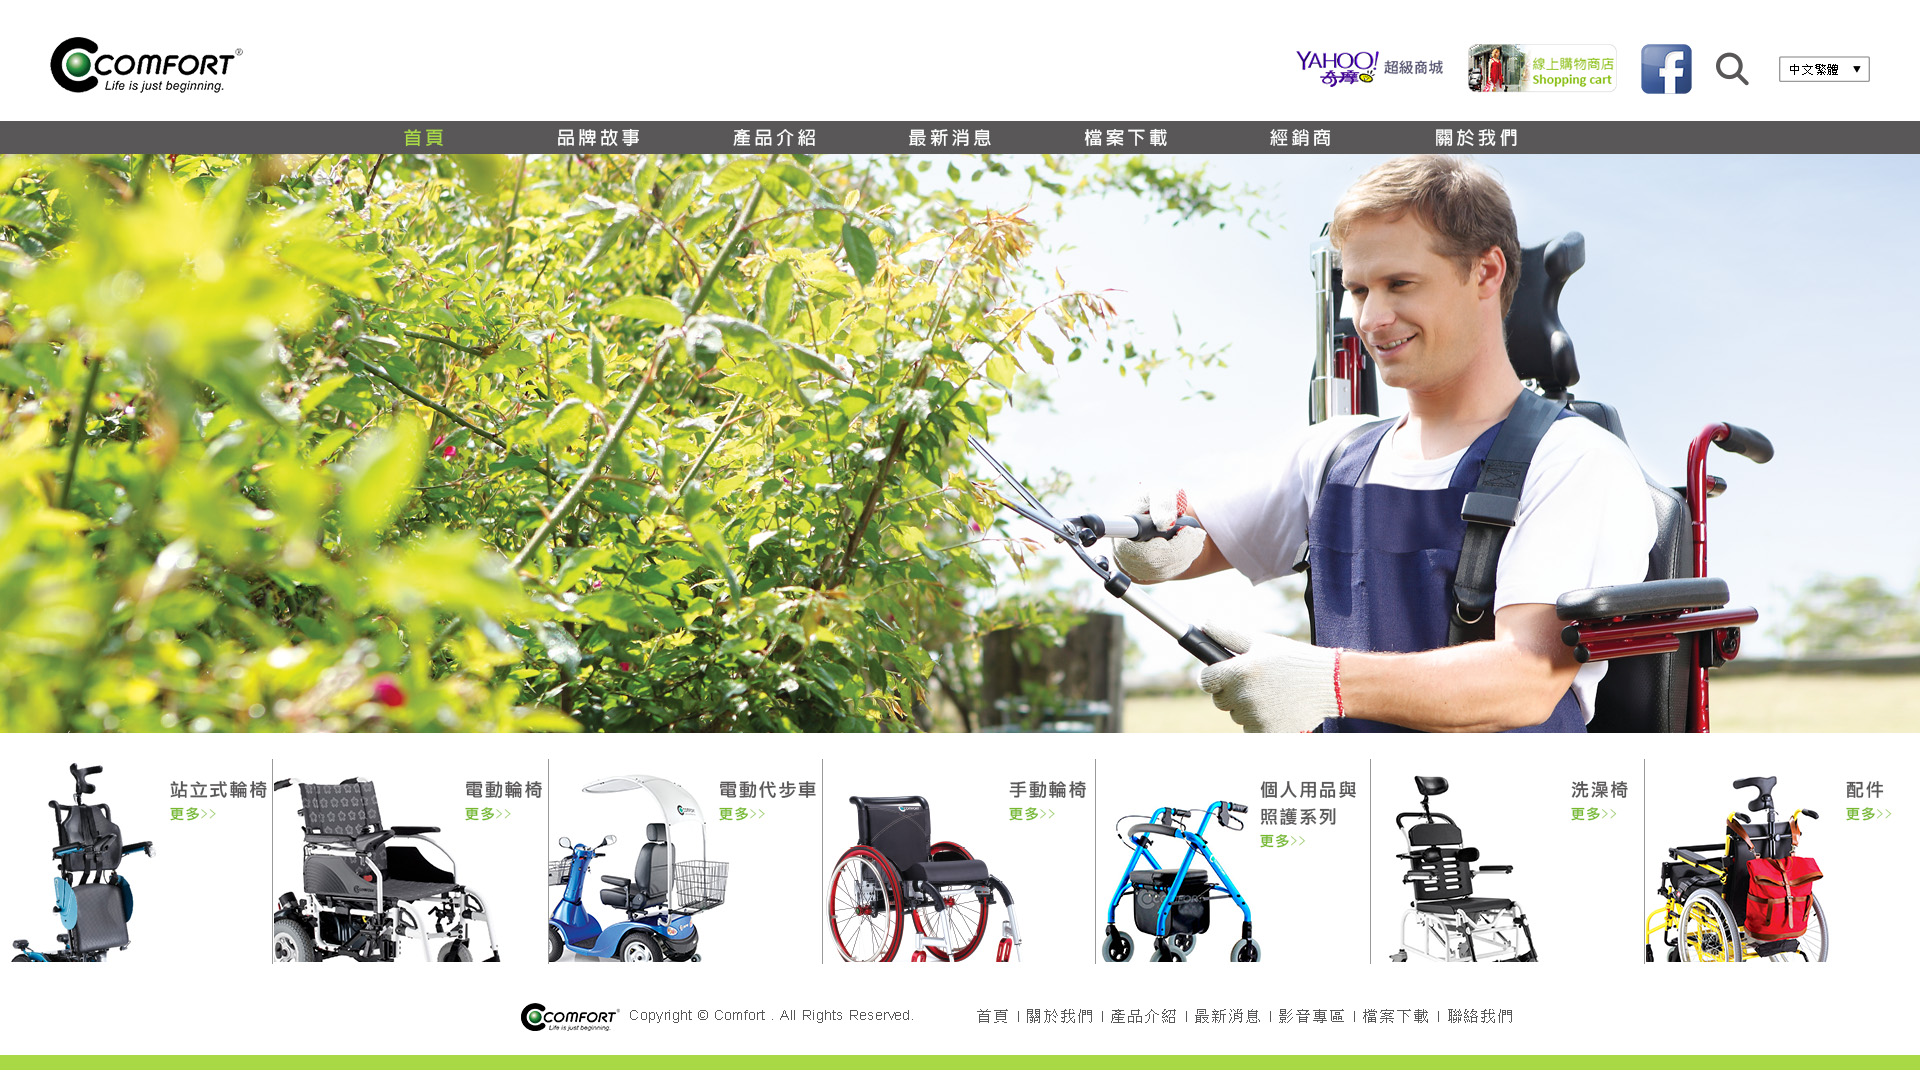 COMFORT®
Life is just beginning.
YAHOO! 超級商城
奇摩
線上購物商店
Shopping cart
中文繁體
首頁 品牌故事 產品介紹 最新消息 檔案下載 經銷商 關於我們
站立式輪椅
更多>>
電動輪椅
更多>>
電動代步車
更多>>
手動輪椅
更多>>
個人用品與
照護系列
更多>>
洗澡椅
更多>>
配件
更多>>
COMFORT®
Life is just beginning.
Copyright © Comfort . All Rights Reserved.
首頁 | 關於我們 | 產品介紹 | 最新消息 | 影音專區 | 檔案下載 | 聯絡我們